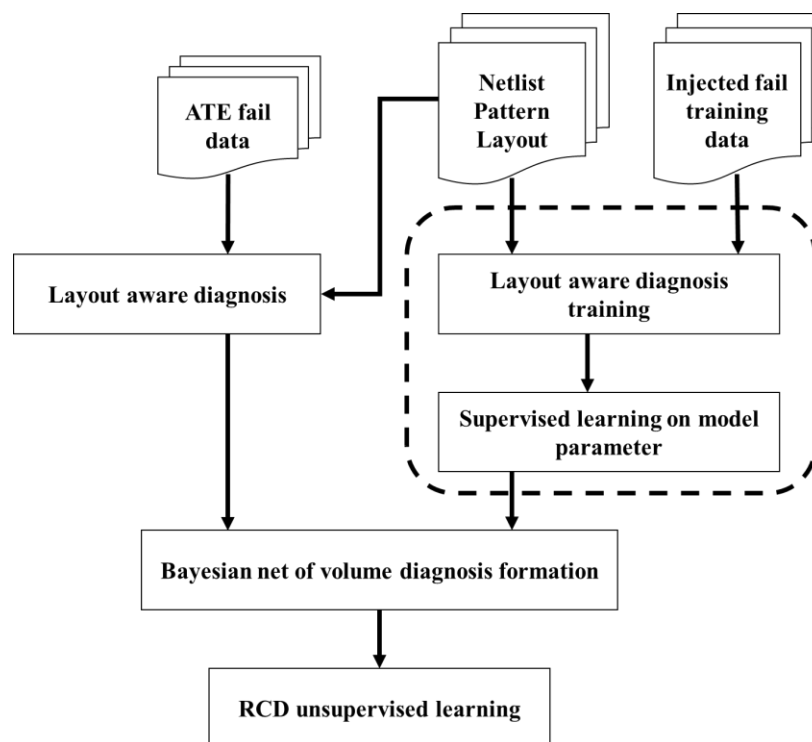 ATE fail
data
Netlist
Pattern
Layout
Injected fail
training
data
Layout aware diagnosis
Layout aware diagnosis
training
Supervised learning on model
parameter
Bayesian net of volume diagnosis formation
RCD unsupervised learning